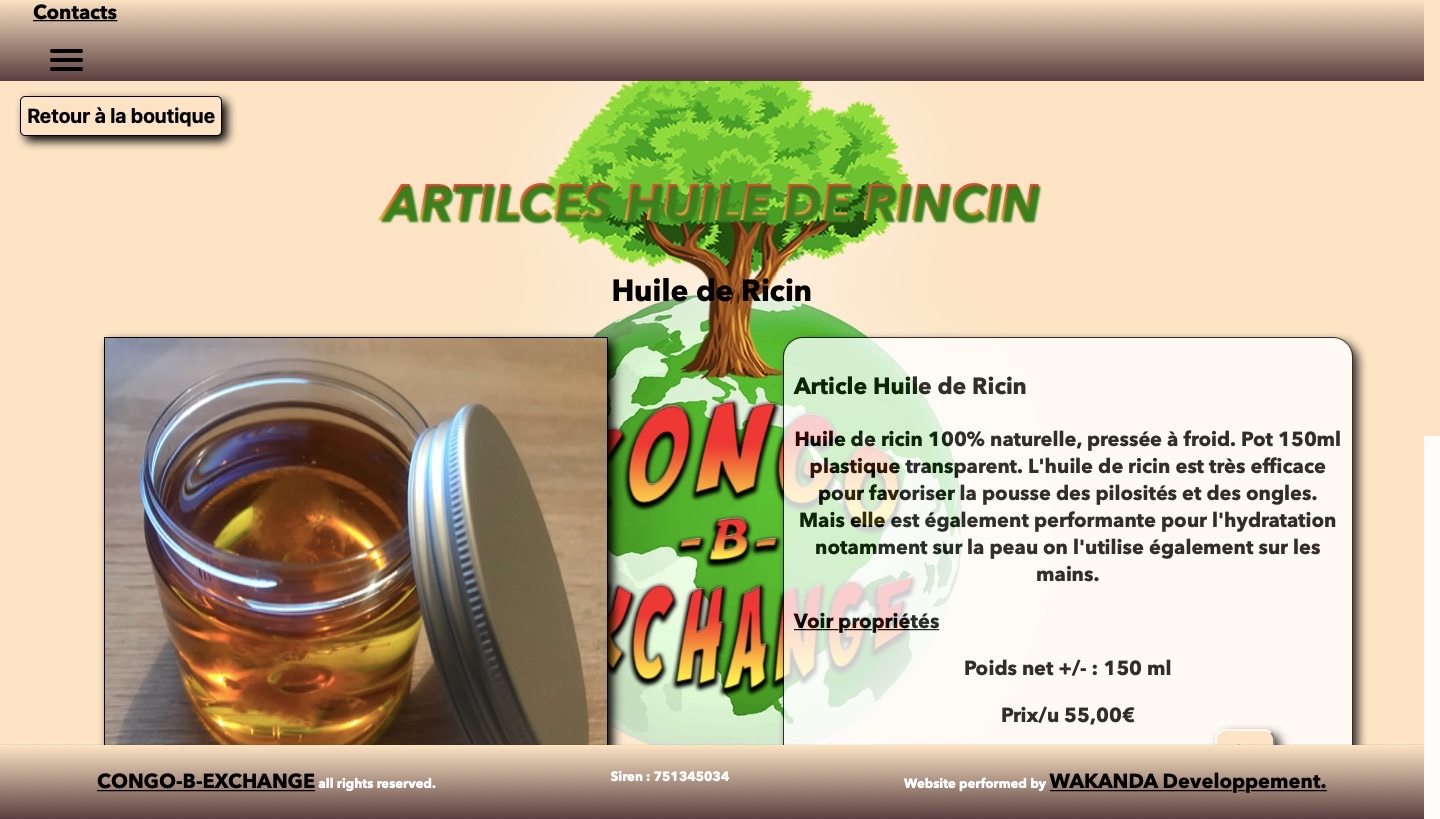 Contacts
Retour à la boutique
ARTILCES HUILE DE RINCIN
Huile de Ricin
ONGO
-B-
XCHANGE
Article Huile de Ricin
Huile de ricin 100% naturelle, pressée à froid. Pot 150ml
plastique transparent. L'huile de ricin est très efficace
pour favoriser la pousse des pilosités et des ongles.
Mais elle est également performante pour l'hydratation
notamment sur la peau on l'utilise également sur les
mains.
Voir propriétés
Poids net +/- : 150 ml
Prix/u 55,00€
CONGO-B-EXCHANGE all rights reserved.
Siren : 751345034
Website performed by WAKANDA Developpement.